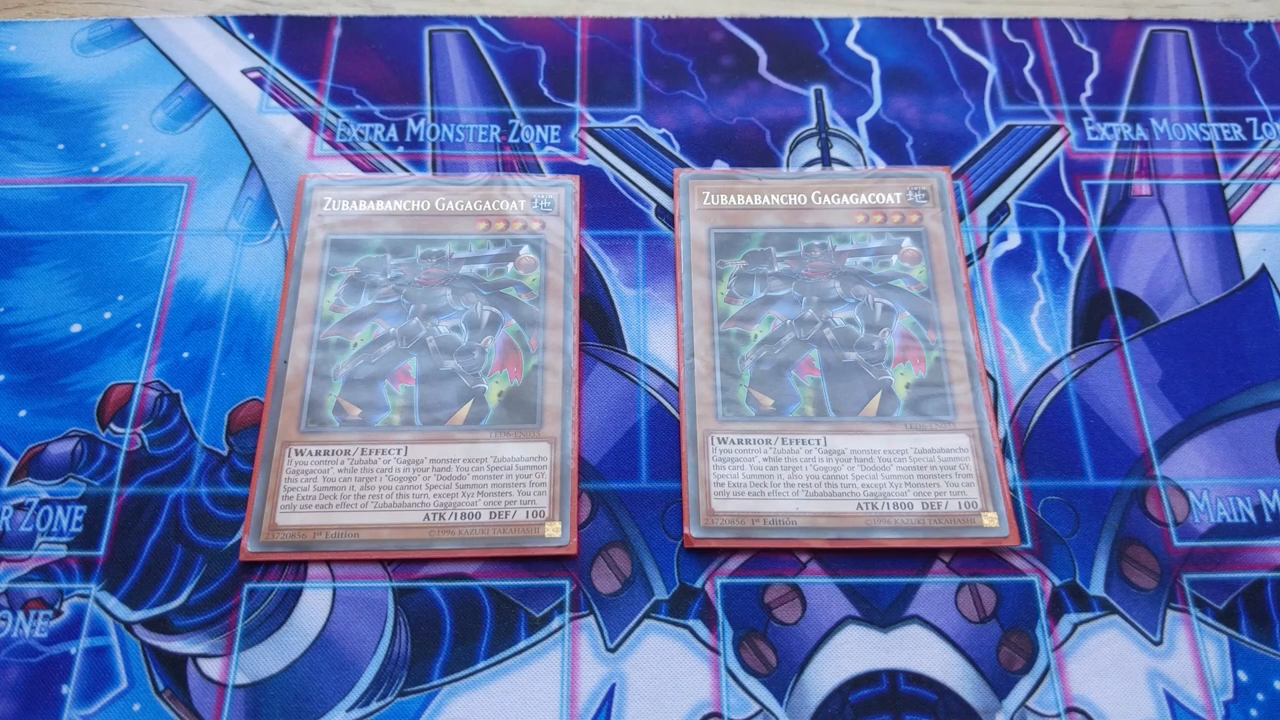 EXTRA MONSTER ZONE
EXTRA MONSTER ZO
ZUBABABANCHO GAGAGACOAT
地
LED6-EN035
[WARRIOR/EFFECT]
If you control a "Zubaba" or "Gagaga" monster except "Zubababancho
Gagagacoat", while this card is in your hand: You can Special Summon
this card. You can target 1 "Gogogo" or "Dododo" monster in your GY;
Special Summon it, also you cannot Special Summon monsters from
the Extra Deck for the rest of this turn, except Xyz Monsters. You can
only use each effect of "Zubababancho Gagagacoat" once per turn.
ATK/1800 DEF/ 100
23720856 1st Edition ©1996 KAZUKI TAKAHASHI
ZUBABABANCHO GAGAGACOAT
地
LED6-EN035
[WARRIOR/EFFECT]
If you control a "Zubaba" or "Gagaga" monster except "Zubababancho
Gagagacoat", while this card is in your hand: You can Special Summon
this card. You can target 1 "Gogogo" or "Dododo" monster in your GY;
Special Summon it, also you cannot Special Summon monsters from
the Extra Deck for the rest of this turn, except Xyz Monsters. You can
only use each effect of "Zubababancho Gagagacoat" once per turn.
ATK/1800 DEF/ 100
23720856 1st Edition ©1996 KAZUKI TAKAHASHI
R ZONE
MAIN M
ONE